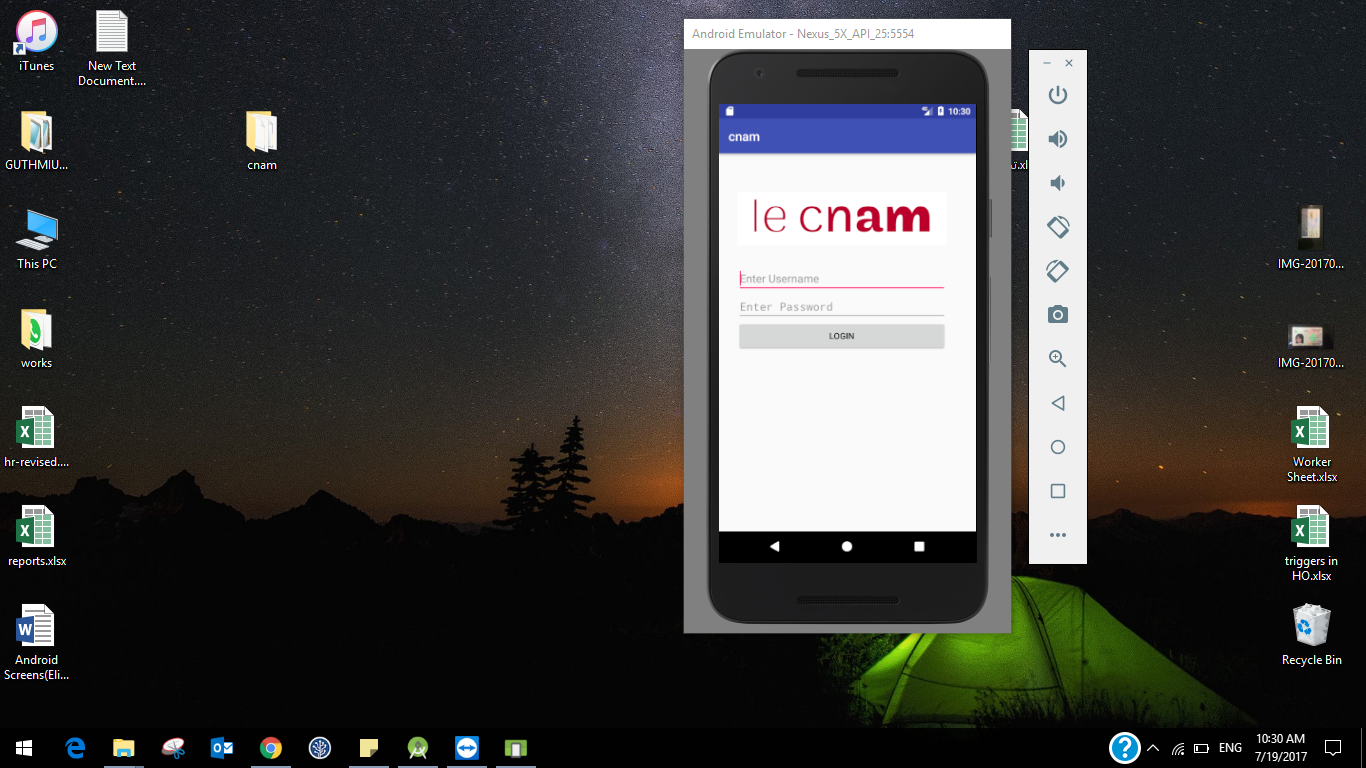 iTunes
New Text
Document....
GUTHMIU...
cnam
This PC
works
hr-revised....
reports.xlsx
Android
Screens(Eli...
Android Emulator - Nexus_5X_API_25:5554
10:30
cnam
le cnam
Enter Username
Enter Password
LOGIN
IMG-20170...
IMG-20170...
Worker
Sheet.xlsx
triggers in
HO.xlsx
Recycle Bin
ENG
10:30 AM
7/19/2017